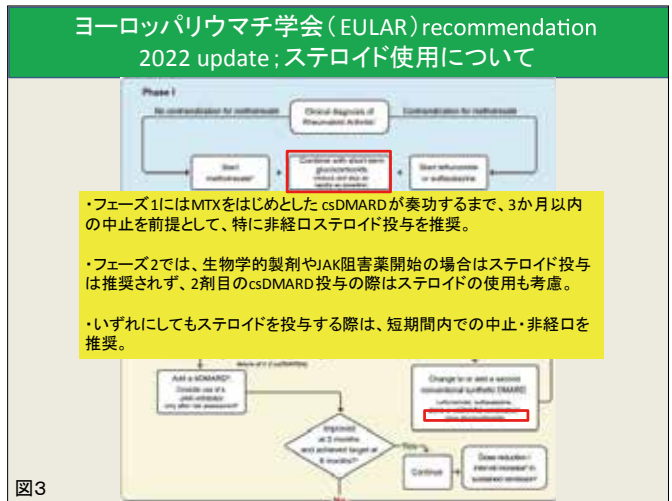 ヨーロッパリウマチ学会(EULAR)recommendation
2022 update；ステロイド使用について
Phase I
No contraindication for methotrexate
Clinical diagnosis of
Rheumatoid Arthritis
Contraindication for methotrexate
Start
methotrexate
+
Combine with short-term
glucocorticoids
+
Start leflunomide
or sulfasalazine
・フェーズ1にはMTXをはじめとした csDMARDが奏功するまで、3か月以内
の中止を前提として、特に非経口ステロイド投与を推奨。
・フェーズ2では、生物学的製剤やJAK阻害薬開始の場合はステロイド投与
は推奨されず、2剤目のcsDMARD投与の際はステロイドの使用も考慮。
・いずれにしてもステロイドを投与する際は、短期間内での中止・非経口を
推奨。
Add a bDMARD
Change to or add a second
conventional synthetic DMARD
Improved
at 3 months
and achieved target at
6 months?
Yes
Continue
Dose reduction /
interval increase in
sustained remission
No
図3